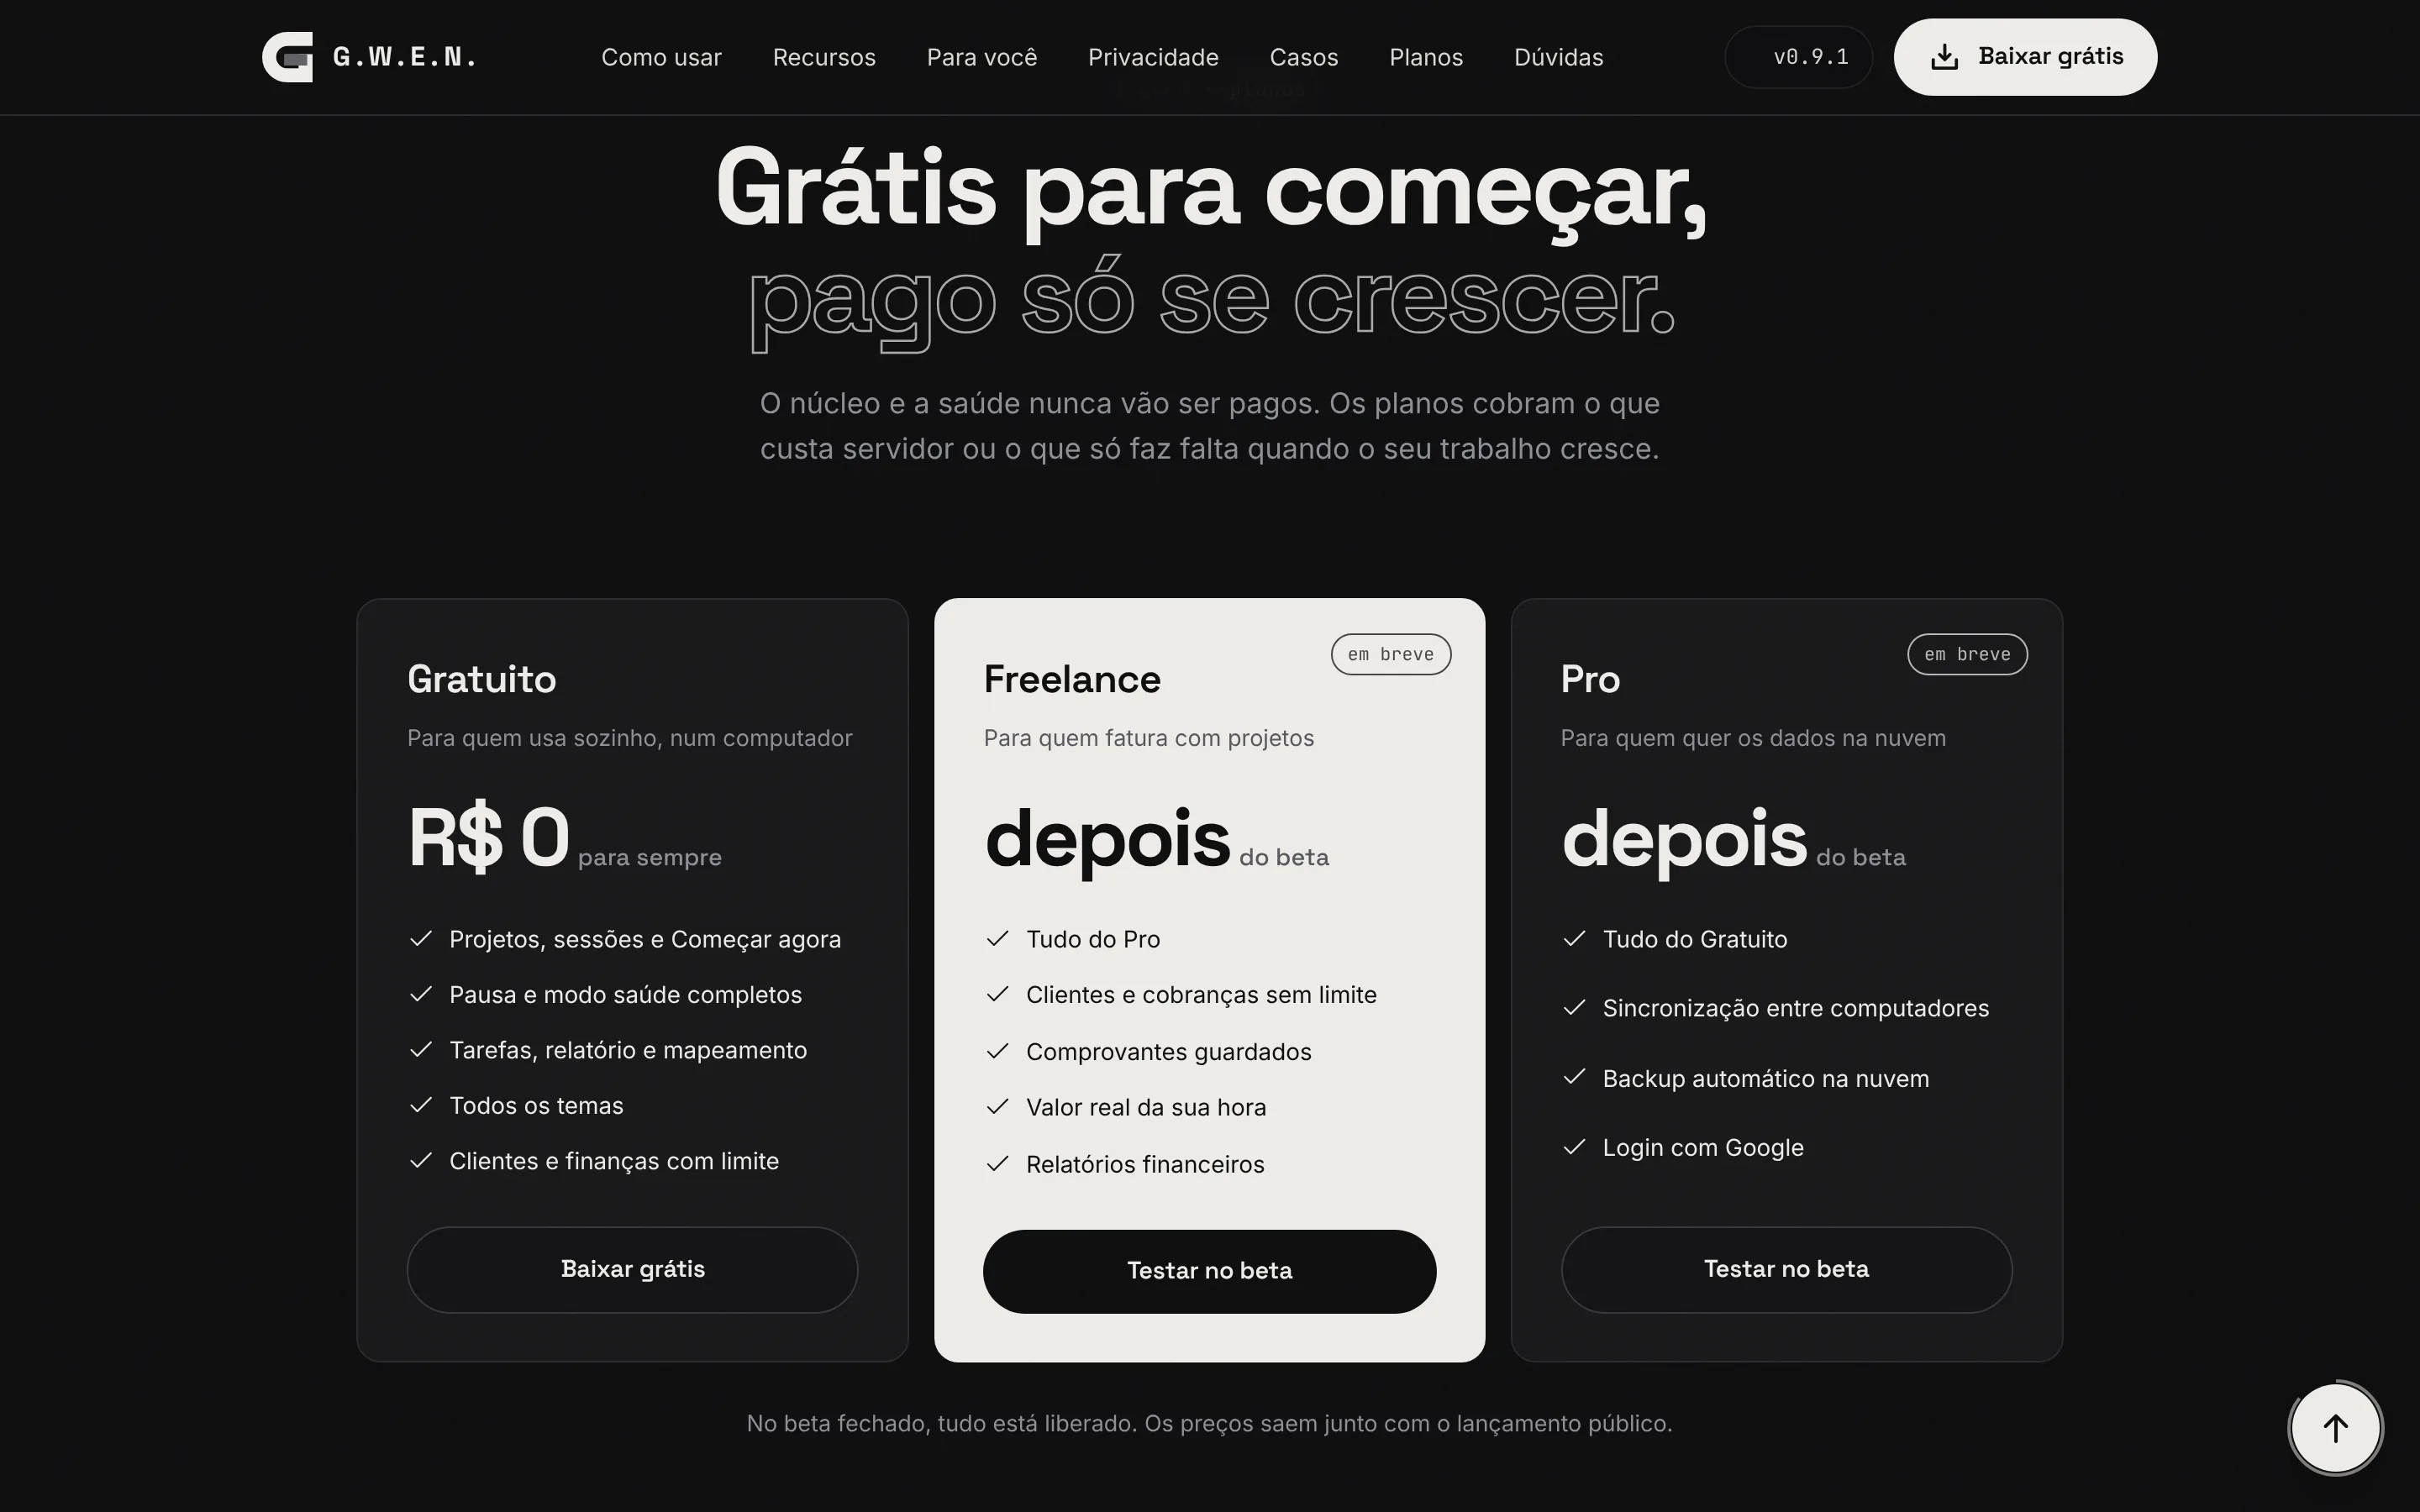 G.W.E.N.
Como usar
Recursos
Para você
Privacidade
Casos
Planos
Dúvidas
v0.9.1
Baixar grátis
Grátis para começar,
pago só se crescer.
O núcleo e a saúde nunca vão ser pagos. Os planos cobram o que
custa servidor ou o que só faz falta quando o seu trabalho cresce.
Gratuito
Para quem usa sozinho, num computador
R$ 0 para sempre
Projetos, sessões e Começar agora
Pausa e modo saúde completos
Tarefas, relatório e mapeamento
Todos os temas
Clientes e finanças com limite
Baixar grátis
em breve
Freelance
Para quem fatura com projetos
depois do beta
Tudo do Pro
Clientes e cobranças sem limite
Comprovantes guardados
Valor real da sua hora
Relatórios financeiros
Testar no beta
em breve
Pro
Para quem quer os dados na nuvem
depois do beta
Tudo do Gratuito
Sincronização entre computadores
Backup automático na nuvem
Login com Google
Testar no beta
No beta fechado, tudo está liberado. Os preços saem junto com o lançamento público.